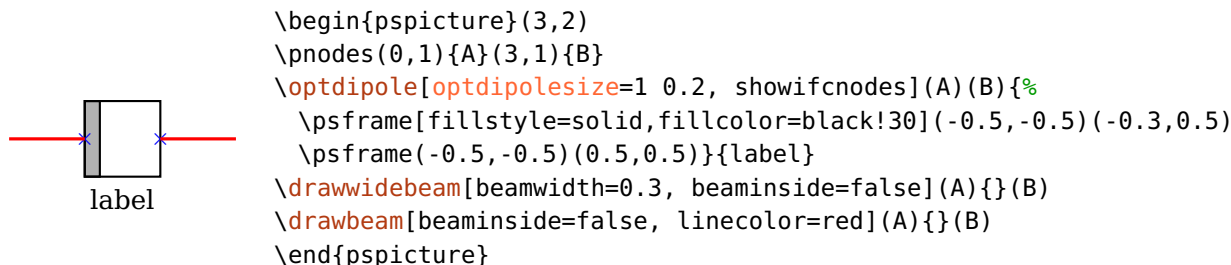 \begin{pspicture}(3,2)
\pnodes(0,1){A}(3,1){B}
\optdipole[optdipolesize=1 0.2, showifcnodes](A)(B){%
\psframe[fillstyle=solid,fillcolor=black!30](-0.5,-0.5)(-0.3,0.5)
\psframe(-0.5,-0.5)(0.5,0.5)}{label}
\drawwidebeam[beamwidth=0.3, beaminside=false](A){}(B)
\drawbeam[beaminside=false, linecolor=red](A){}(B)
\end{pspicture}
label